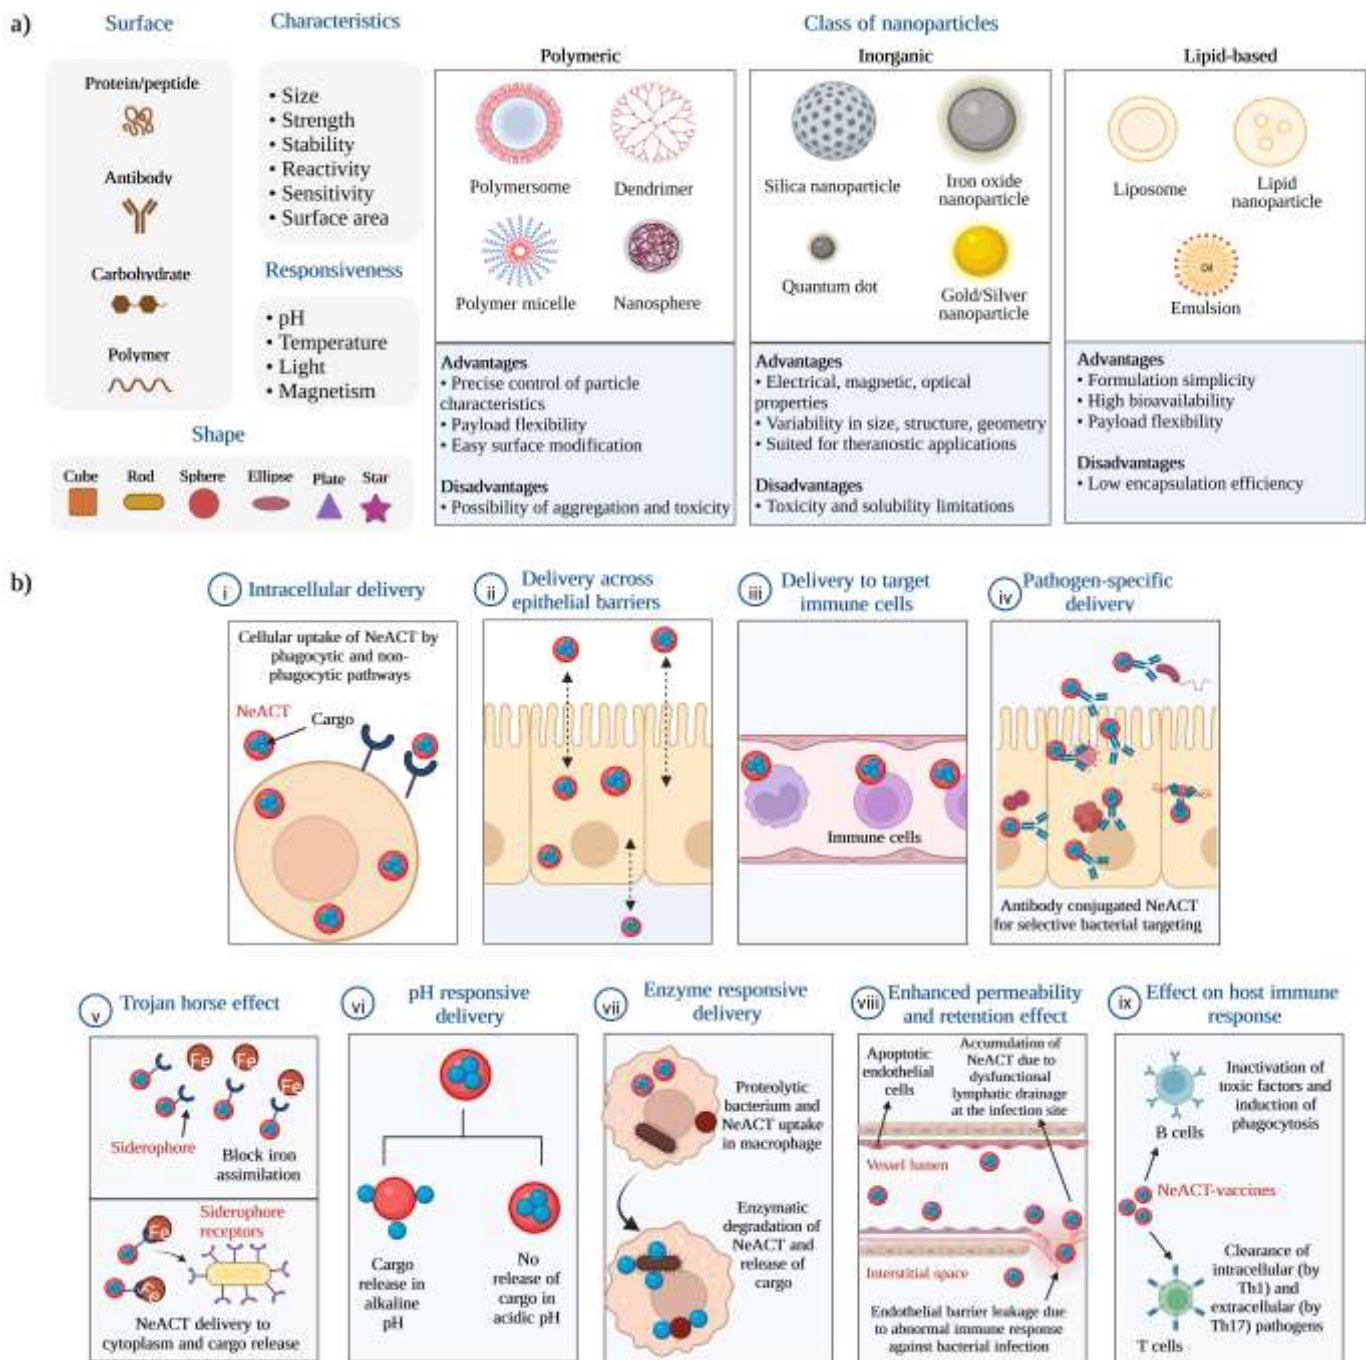 a)
Surface
Characteristics
Class of nanoparticles
Protein/peptide
Antibody
Carbohydrate
Polymer
• Size
• Strength
• Stability
• Reactivity
• Sensitivity
• Surface area
Responsiveness
• pH
• Temperature
• Light
• Magnetism
Shape
Cube
Rod
Sphere
Ellipse
Plate
Star
Polymeric
Polymersome
Dendrimer
Polymer micelle
Nanosphere
Advantages
• Precise control of particle
characteristics
• Payload flexibility
• Easy surface modification
Disadvantages
• Possibility of aggregation and toxicity
Inorganic
Silica nanoparticle
Iron oxide
nanoparticle
Quantum dot
Gold/Silver
nanoparticle
Advantages
• Electrical, magnetic, optical
properties
• Variability in size, structure, geometry
• Suited for theranostic applications
Disadvantages
• Toxicity and solubility limitations
Lipid-based
Liposome
Lipid
nanoparticle
Oil
Emulsion
Advantages
• Formulation simplicity
• High bioavailability
• Payload flexibility
Disadvantages
• Low encapsulation efficiency
b)
i
Intracellular delivery
Cellular uptake of NeACT by
phagocytic and non-
phagocytic pathways
NeACT
Cargo
ii
Delivery across
epithelial barriers
iii
Delivery to target
immune cells
Immune cells
iv
Pathogen-specific
delivery
Antibody conjugated NeACT
for selective bacterial targeting
v
Trojan horse effect
Fe
Fe
Fe
Siderophore
Block iron
assimilation
Siderophore
receptors
Fe
Fe
NeACT delivery to
cytoplasm and cargo release
vi
pH responsive
delivery
Cargo
release in
alkaline
pH
No
release of
cargo in
acidic pH
vii
Enzyme responsive
delivery
Proteolytic
bacterium and
NeACT uptake
in macrophage
Enzymatic
degradation of
NeACT and
release of
cargo
viii
Enhanced permeability
and retention effect
Apoptotic
endothelial
cells
Accumulation of
NeACT due to
dysfunctional
lymphatic drainage
at the infection site
Vessel lumen
Interstitial space
Endothelial barrier leakage due
to abnormal immune response
against bacterial infection
ix
Effect on host immune
response
B cells
Inactivation of
toxic factors and
induction of
phagocytosis
NeACT-vaccines
T cells
Clearance of
intracellular (by
Th1) and
extracellular (by
Th17) pathogens